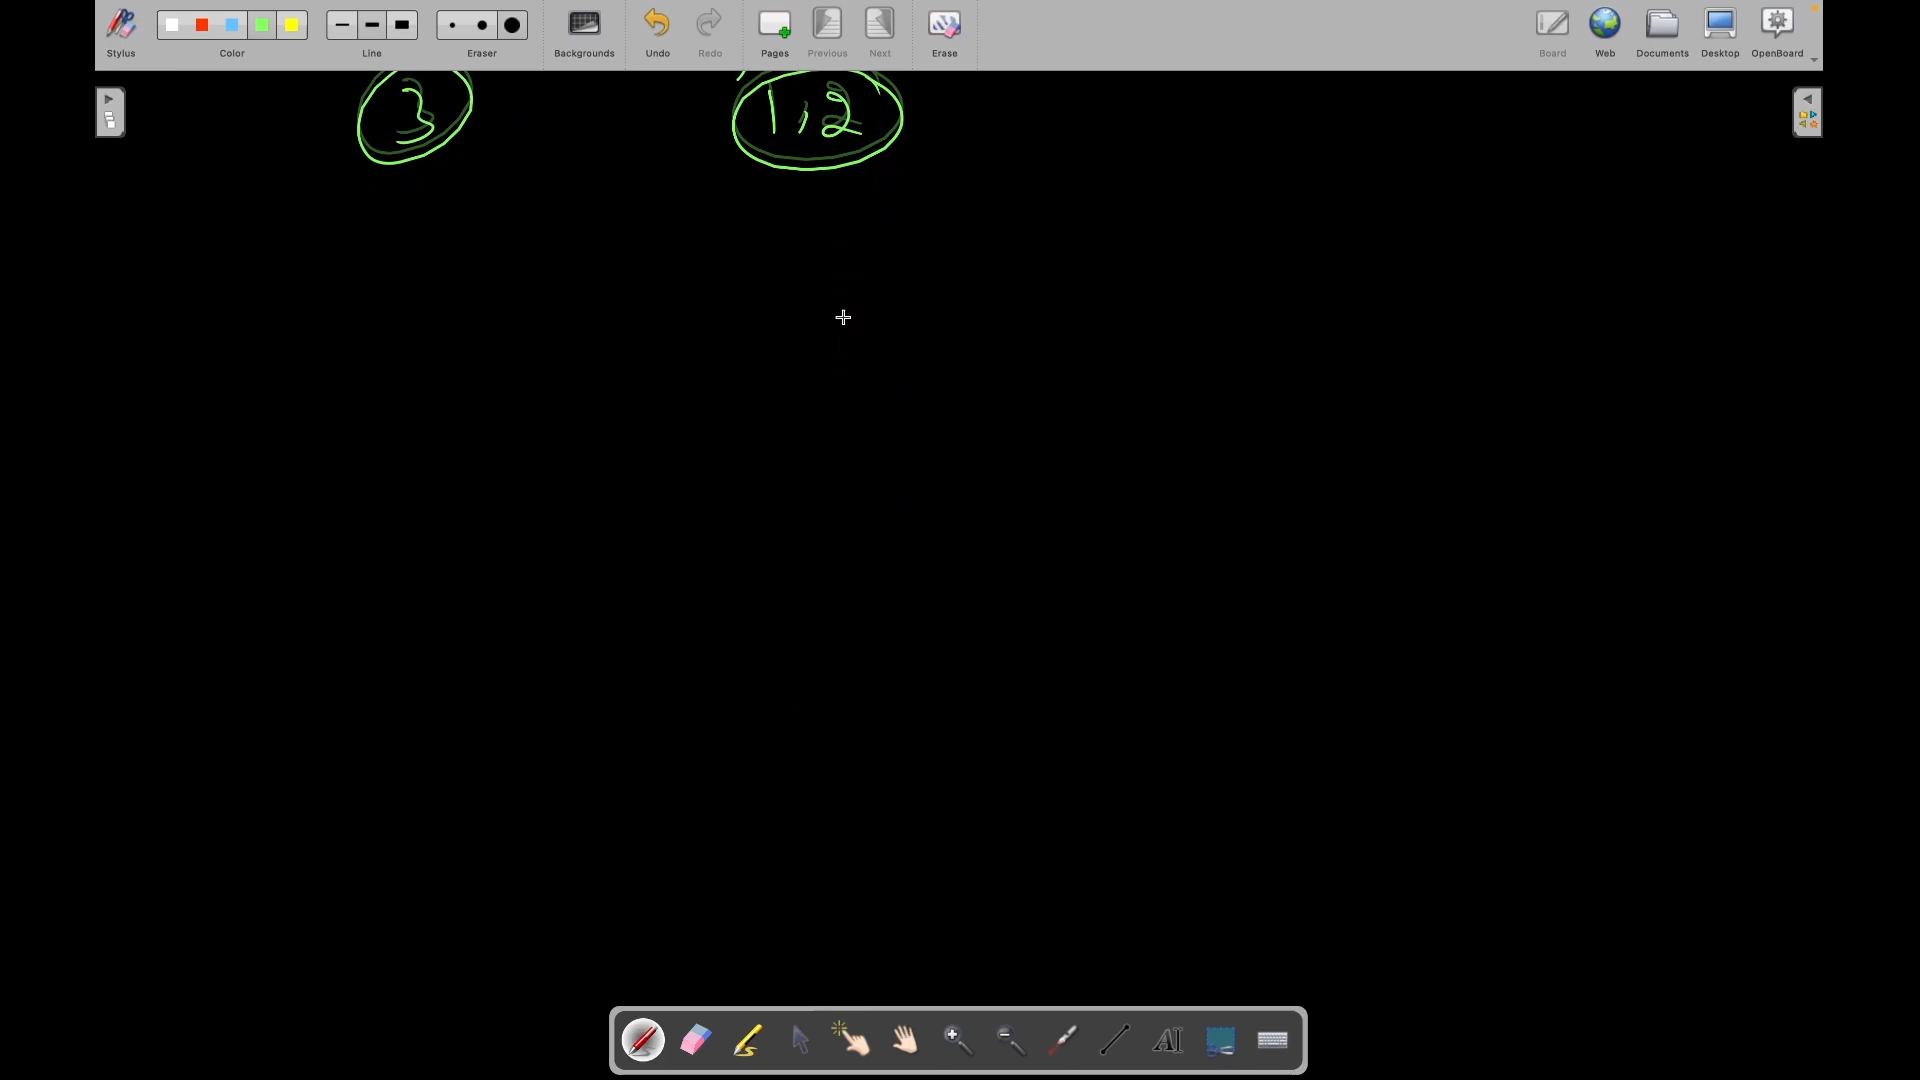 Stylus Color Line Eraser Backgrounds Undo Redo Pages Previous Next Erase Board Web Documents Desktop OpenBoard
3 1,2
AI